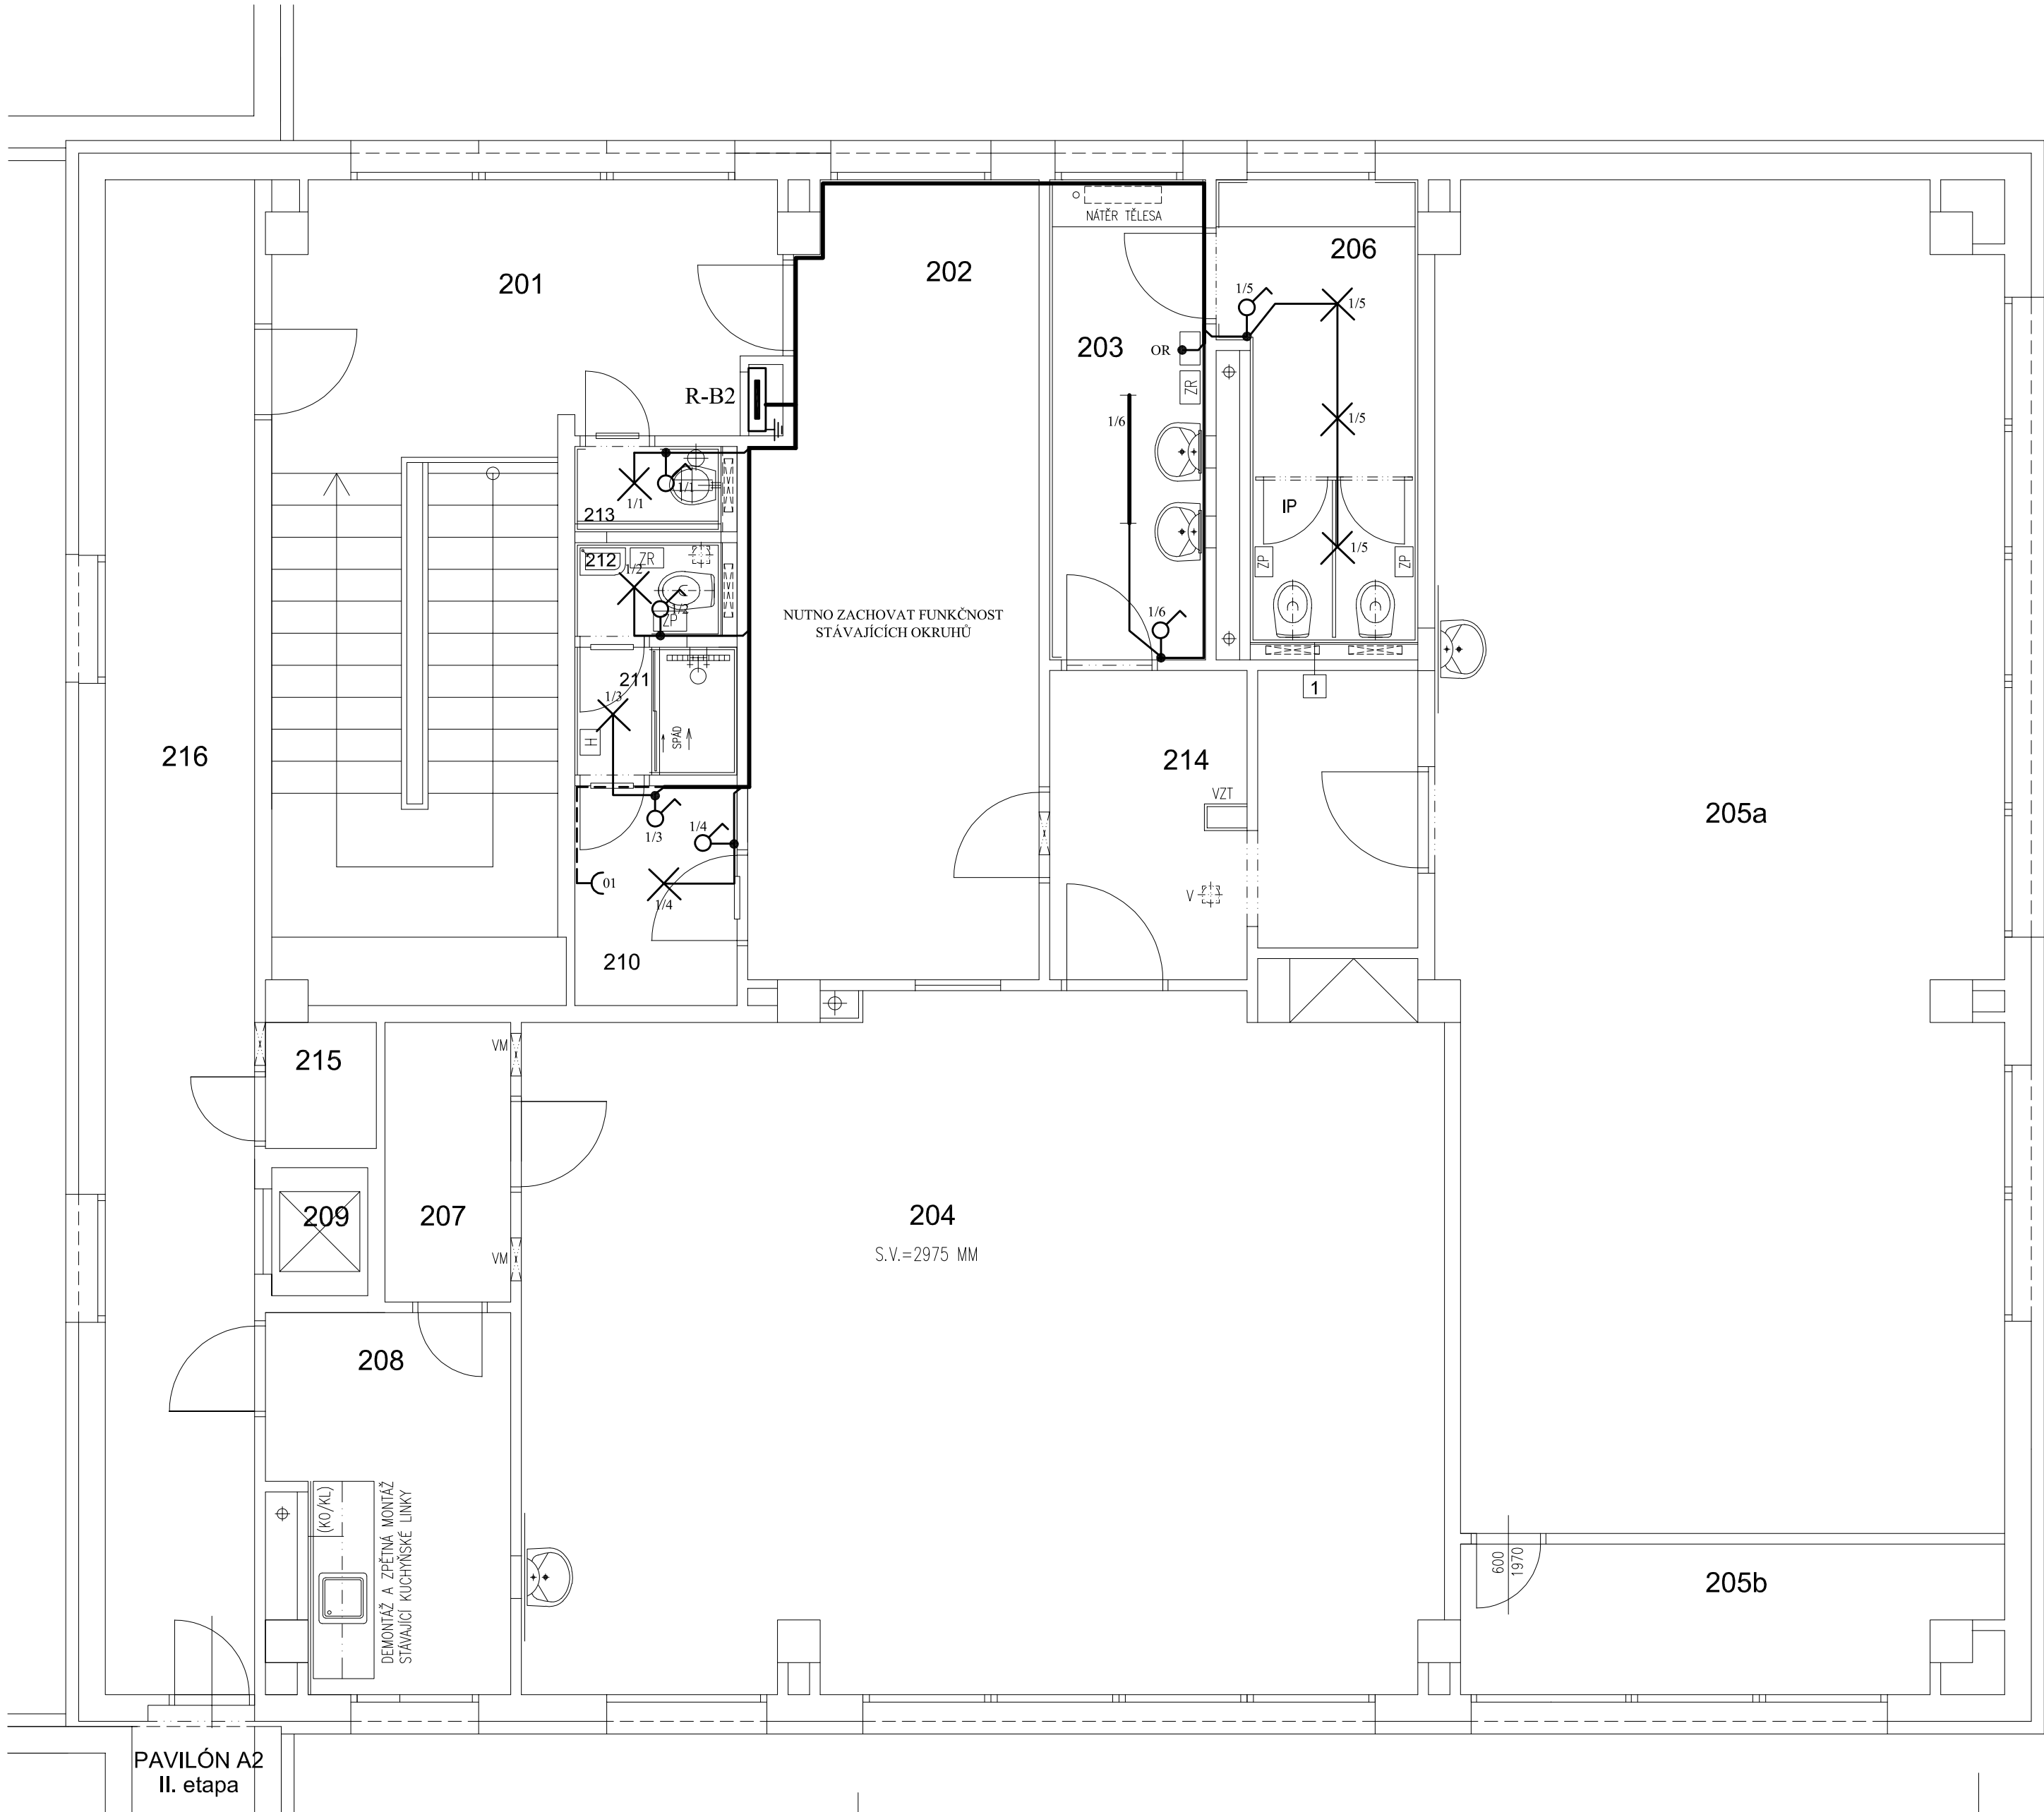 NÁTĚR TĚLESA
206
202
201
1/5
1/5
203
OR
ZR
R-B2
1/6
1/5
1/1
1/1
213
IP
212
ZR
1/2
1/2
ZP
1/5
ZP
ZP
NUTNO ZACHOVAT FUNKČNOST
STÁVAJÍCÍCH OKRUHŮ
1/6
211
1/3
1
H
SPÁD
216
214
VZT
205a
1/3
1/4
01
1/4
V
210
VM
215
209
207
204
VM
S.V.=2975 MM
208
(KO/KL)
DEMONTÁŽ A ZPĚTNÁ MONTÁŽ
STÁVAJÍCÍ KUCHYŇSKÉ LINKY
600
1970
205b
PAVILÓN A2
II. etapa